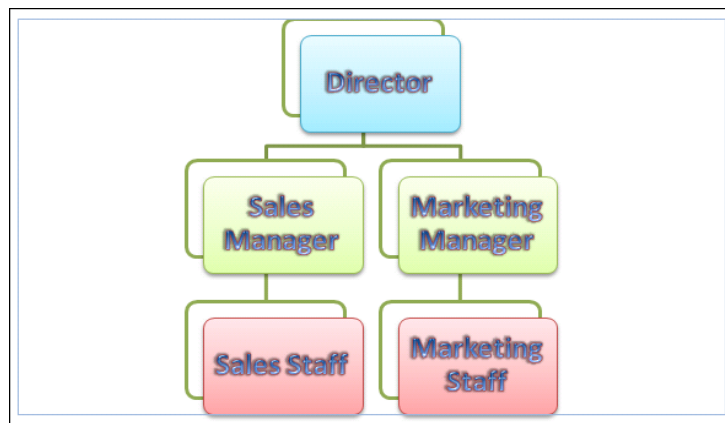 Director
Sales
Manager
Marketing
Manager
Sales Staff
Marketing
Staff